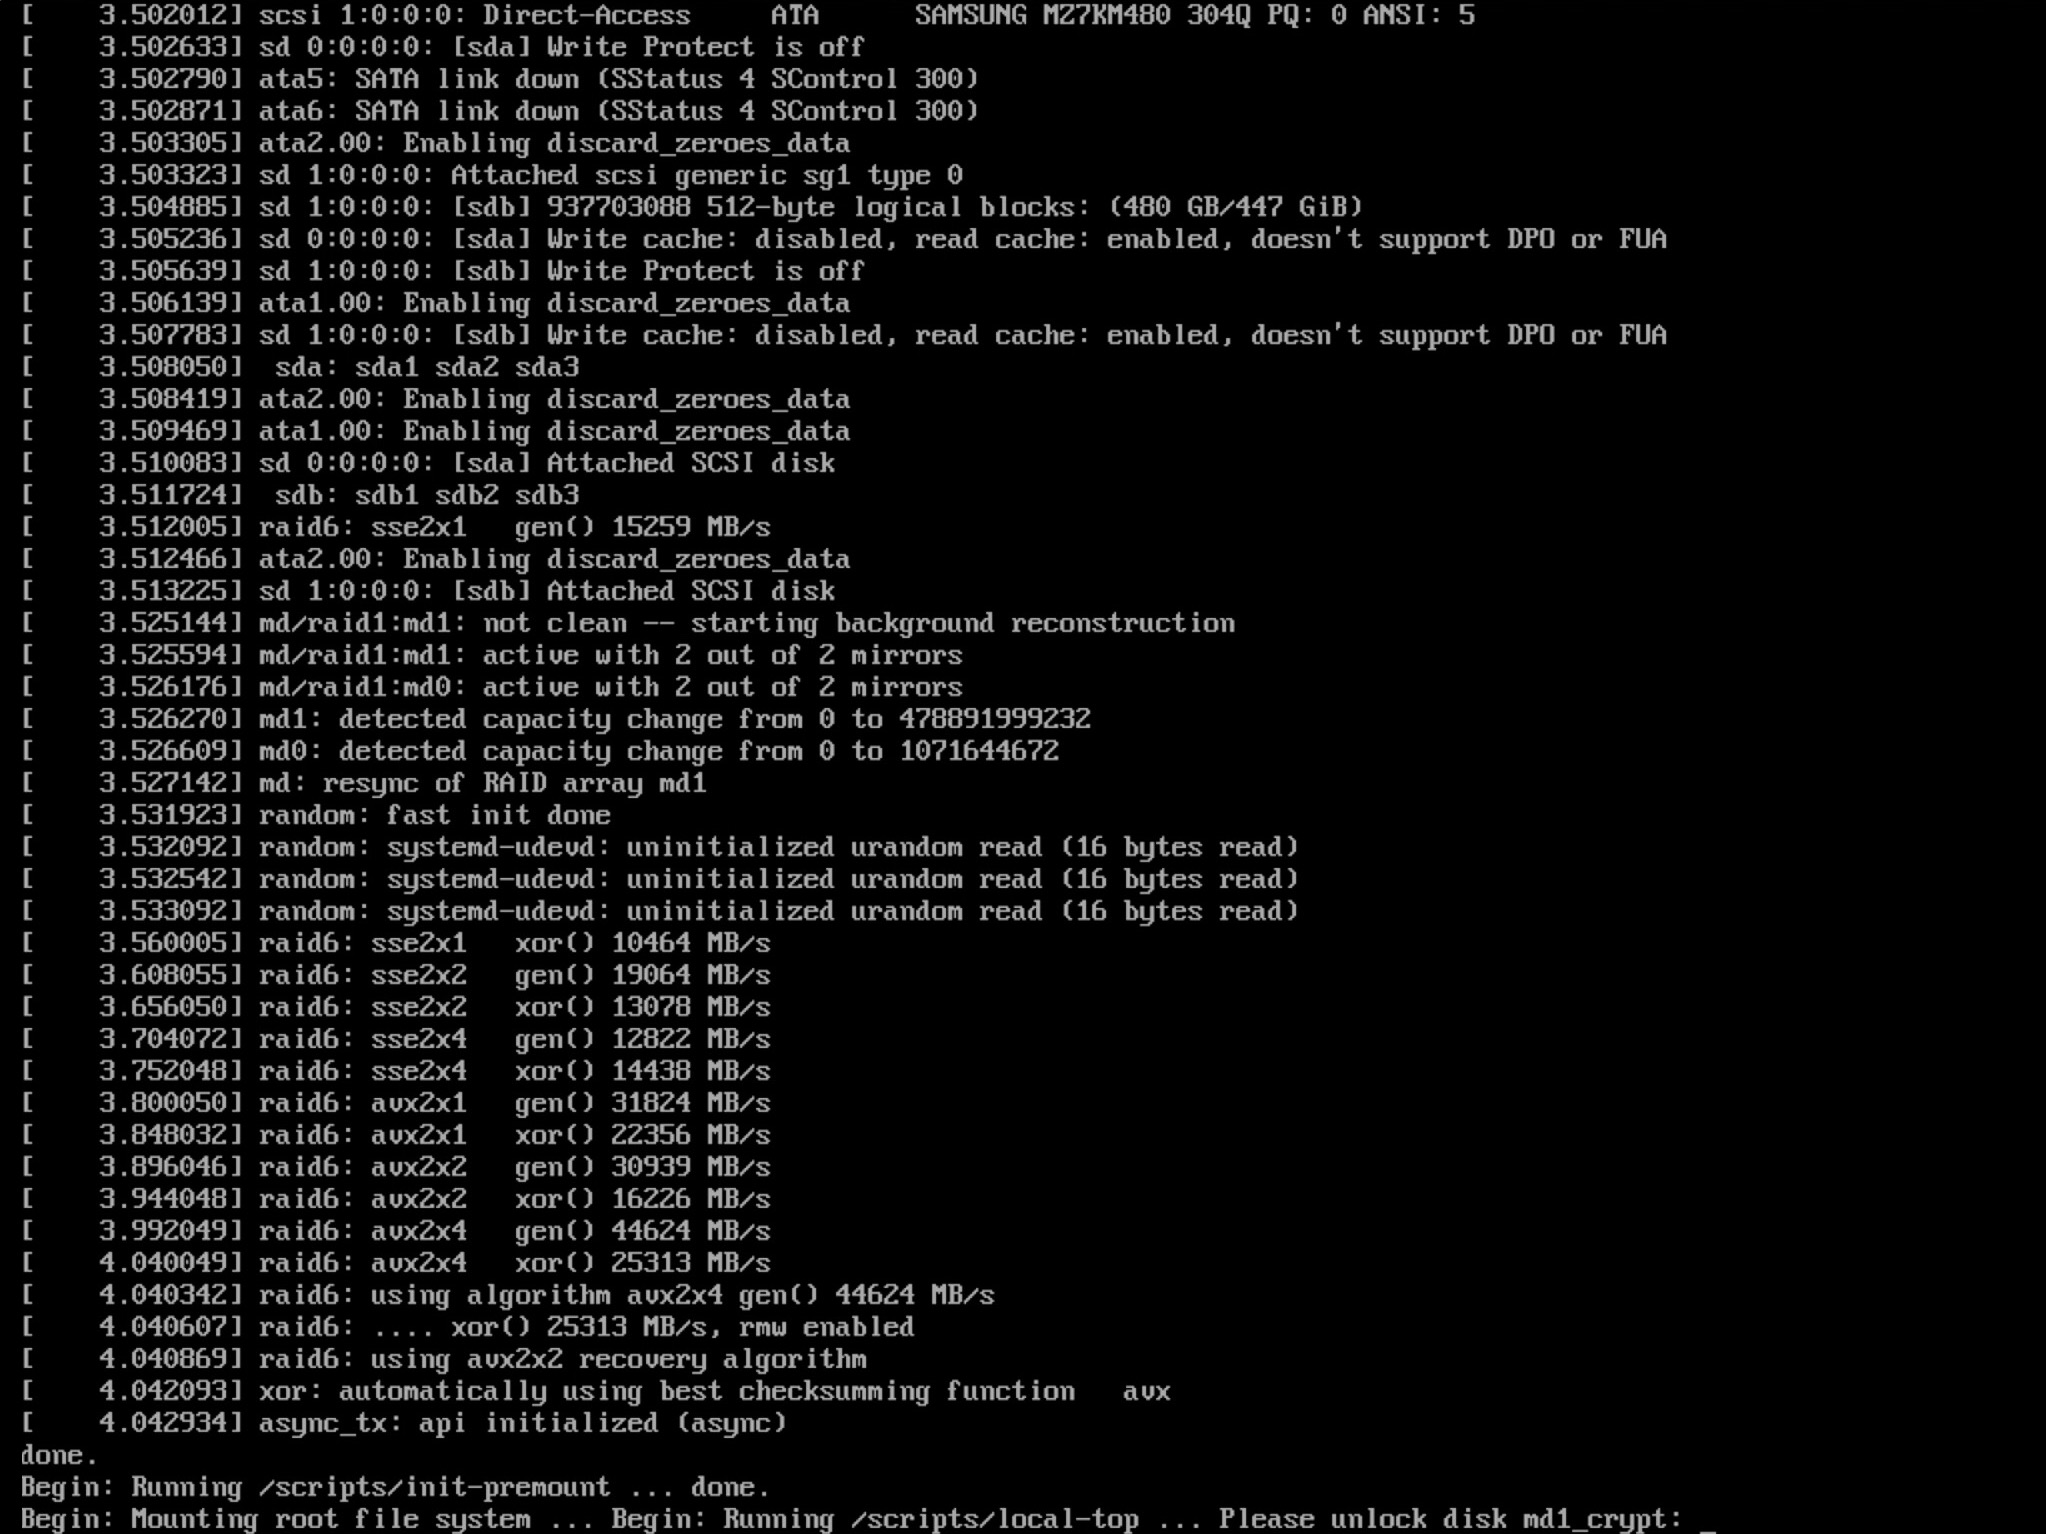 [    3.502012] scsi 1:0:0:0: Direct-Access     ATA      SAMSUNG MZ7KM480 304Q PQ: 0 ANSI: 5
[    3.502633] sd 0:0:0:0: [sda] Write Protect is off
[    3.502790] ata5: SATA link down (SStatus 4 SControl 300)
[    3.502871] ata6: SATA link down (SStatus 4 SControl 300)
[    3.503305] ata2.00: Enabling discard_zeroes_data
[    3.503323] sd 1:0:0:0: Attached scsi generic sg1 type 0
[    3.504885] sd 1:0:0:0: [sdb] 937703088 512-byte logical blocks: (480 GB/447 GiB)
[    3.505236] sd 0:0:0:0: [sda] Write cache: disabled, read cache: enabled, doesn't support DPO or FUA
[    3.505639] sd 1:0:0:0: [sdb] Write Protect is off
[    3.506139] ata1.00: Enabling discard_zeroes_data
[    3.507783] sd 1:0:0:0: [sdb] Write cache: disabled, read cache: enabled, doesn't support DPO or FUA
[    3.508050]  sda: sda1 sda2 sda3
[    3.508419] ata2.00: Enabling discard_zeroes_data
[    3.509469] ata1.00: Enabling discard_zeroes_data
[    3.510083] sd 0:0:0:0: [sda] Attached SCSI disk
[    3.511724]  sdb: sdb1 sdb2 sdb3
[    3.512005] raid6: sse2x1   gen() 15259 MB/s
[    3.512466] ata2.00: Enabling discard_zeroes_data
[    3.513225] sd 1:0:0:0: [sdb] Attached SCSI disk
[    3.525144] md/raid1:md1: not clean -- starting background reconstruction
[    3.525594] md/raid1:md1: active with 2 out of 2 mirrors
[    3.526176] md/raid1:md0: active with 2 out of 2 mirrors
[    3.526270] md1: detected capacity change from 0 to 478891999232
[    3.526609] md0: detected capacity change from 0 to 1071644672
[    3.527142] md: resync of RAID array md1
[    3.531923] random: fast init done
[    3.532092] random: systemd-udevd: uninitialized urandom read (16 bytes read)
[    3.532542] random: systemd-udevd: uninitialized urandom read (16 bytes read)
[    3.533092] random: systemd-udevd: uninitialized urandom read (16 bytes read)
[    3.560005] raid6: sse2x1   xor() 10464 MB/s
[    3.608055] raid6: sse2x2   gen() 19064 MB/s
[    3.656050] raid6: sse2x2   xor() 13078 MB/s
[    3.704072] raid6: sse2x4   gen() 12822 MB/s
[    3.752048] raid6: sse2x4   xor() 14438 MB/s
[    3.800050] raid6: avx2x1   gen() 31824 MB/s
[    3.848032] raid6: avx2x1   xor() 22356 MB/s
[    3.896046] raid6: avx2x2   gen() 30939 MB/s
[    3.944048] raid6: avx2x2   xor() 16226 MB/s
[    3.992049] raid6: avx2x4   gen() 44624 MB/s
[    4.040049] raid6: avx2x4   xor() 25313 MB/s
[    4.040342] raid6: using algorithm avx2x4 gen() 44624 MB/s
[    4.040607] raid6: .... xor() 25313 MB/s, rmw enabled
[    4.040869] raid6: using avx2x2 recovery algorithm
[    4.042093] xor: automatically using best checksumming function   avx
[    4.042934] async_tx: api initialized (async)
done.
Begin: Running /scripts/init-premount ... done.
Begin: Mounting root file system ... Begin: Running /scripts/local-top ... Please unlock disk md1_crypt: _